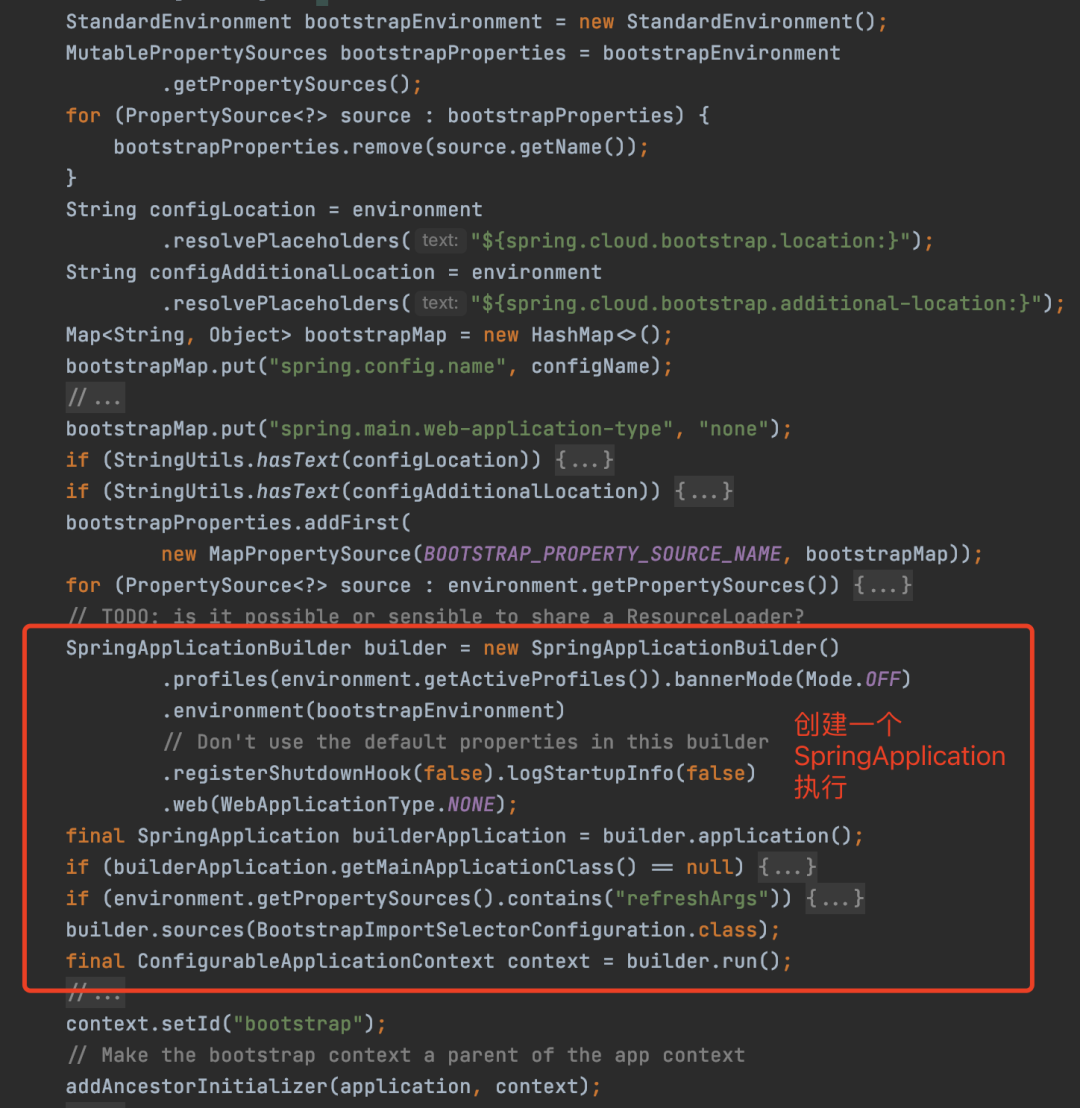 StandardEnvironment bootstrapEnvironment = new StandardEnvironment();
MutablePropertySources bootstrapProperties = bootstrapEnvironment
.getPropertySources();
for (PropertySource<?> source : bootstrapProperties) {
bootstrapProperties.remove(source.getName());
}
String configLocation = environment
.resolvePlaceholders( text: "${spring.cloud.bootstrap.location:}");
String configAdditionalLocation = environment
.resolvePlaceholders( text: "${spring.cloud.bootstrap.additional-location:}");
Map<String, Object> bootstrapMap = new HashMap<>();
bootstrapMap.put("spring.config.name", configName);
//...
bootstrapMap.put("spring.main.web-application-type", "none");
if (StringUtils.hasText(configLocation)) {...}
if (StringUtils.hasText(configAdditionalLocation)) {...}
bootstrapProperties.addFirst(
new MapPropertySource(BOOTSTRAP_PROPERTY_SOURCE_NAME, bootstrapMap));
for (PropertySource<?> source : environment.getPropertySources()) {...}
// TODO: is it possible or sensible to share a ResourceLoader?
SpringApplicationBuilder builder = new SpringApplicationBuilder()
.profiles(environment.getActiveProfiles()).bannerMode(Mode.OFF)
.environment(bootstrapEnvironment)
// Don't use the default properties in this builder
.registerShutdownHook(false).logStartupInfo(false)
.web(WebApplicationType.NONE);
创建一个
SpringApplication
执行
final SpringApplication builderApplication = builder.application();
if (builderApplication.getMainApplicationClass() == null) {...}
if (environment.getPropertySources().contains("refreshArgs")) {...}
builder.sources(BootstrapImportSelectorConfiguration.class);
final ConfigurableApplicationContext context = builder.run();
//...
context.setId("bootstrap");
// Make the bootstrap context a parent of the app context
addAncestorInitializer(application, context);